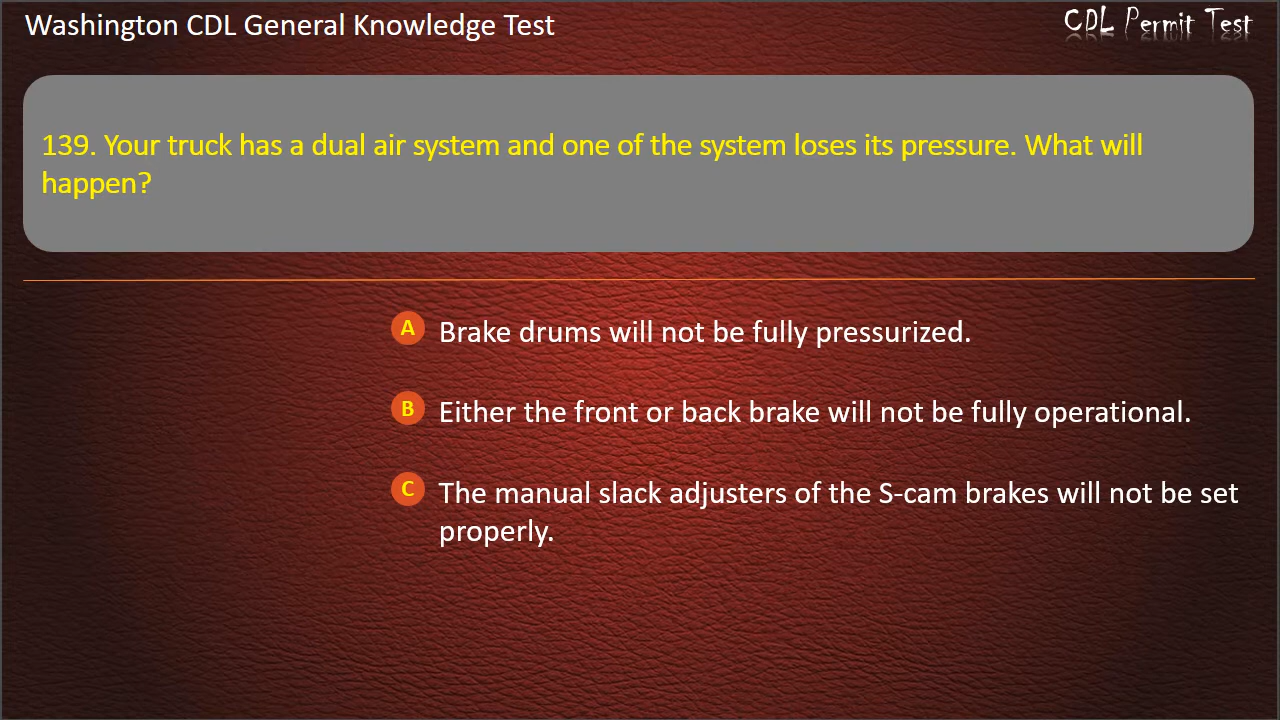 Washington CDL General Knowledge Test
CDL Permit Test
139. Your truck has a dual air system and one of the system loses its pressure. What will
happen?
A Brake drums will not be fully pressurized.
B Either the front or back brake will not be fully operational.
C The manual slack adjusters of the S-cam brakes will not be set
properly.